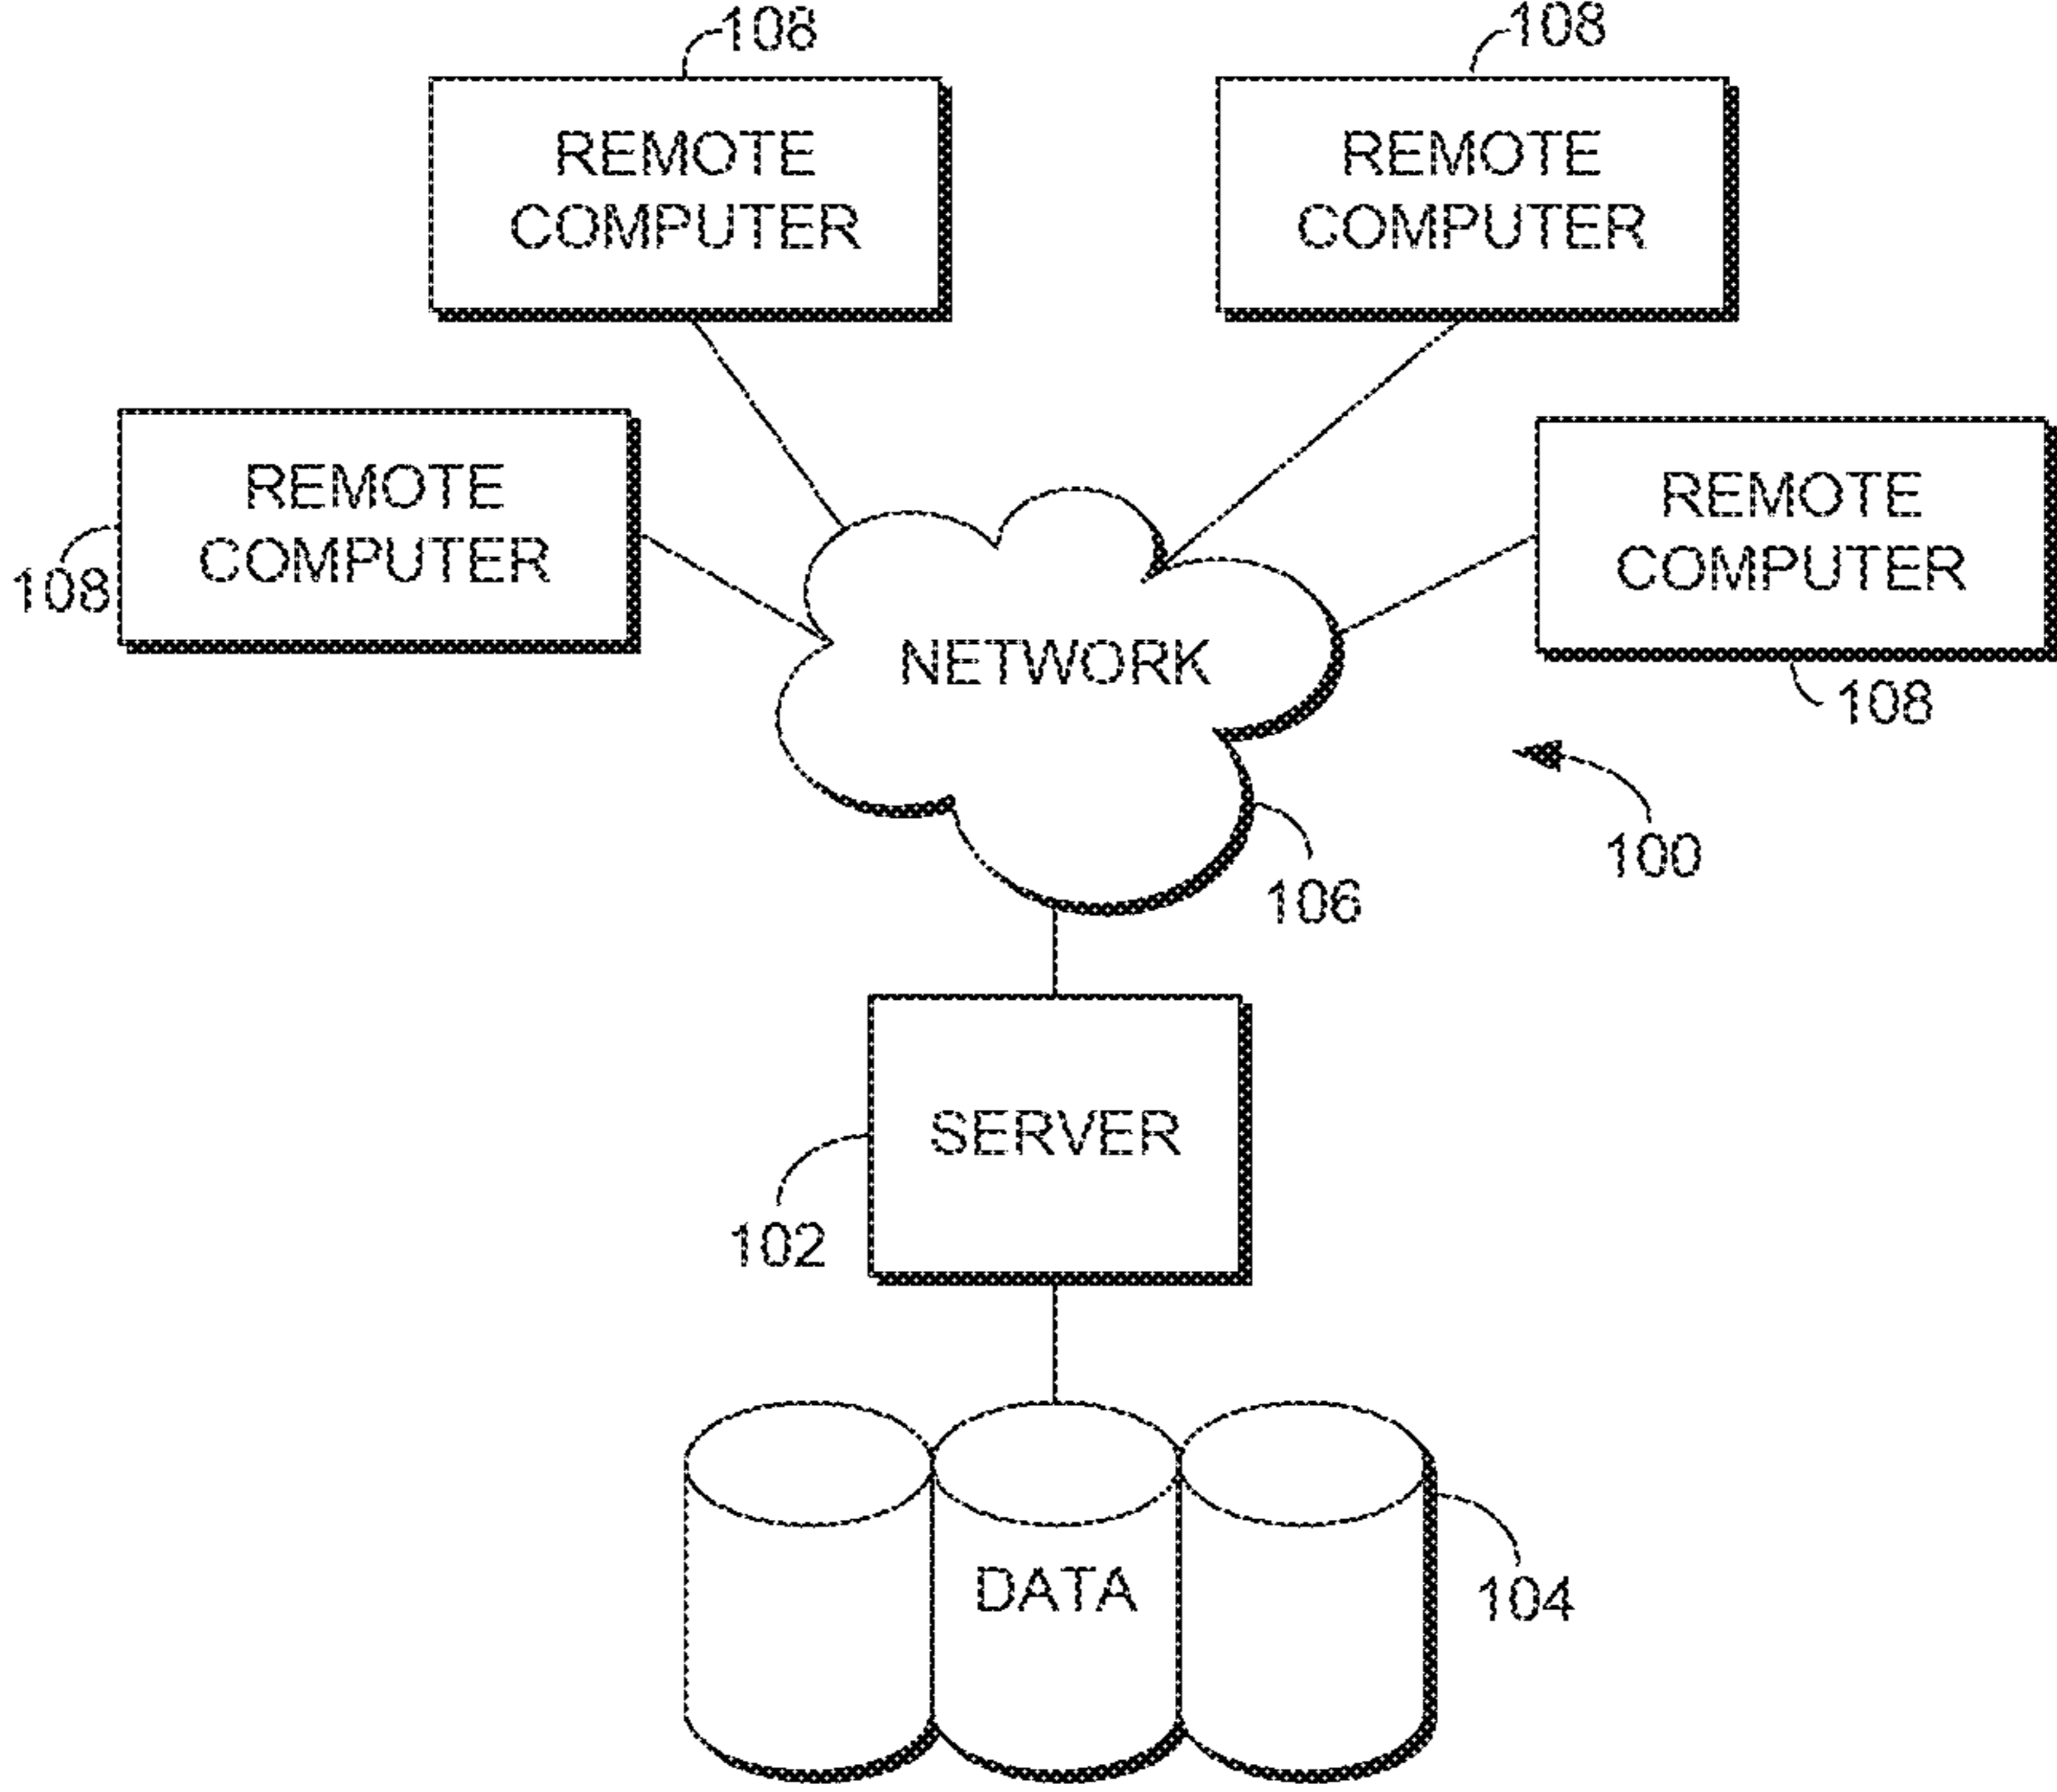 108
108
REMOTE
COMPUTER
REMOTE
COMPUTER
REMOTE
COMPUTER
REMOTE
COMPUTER
108
NETWORK
108
100
106
SERVER
102
DATA
104